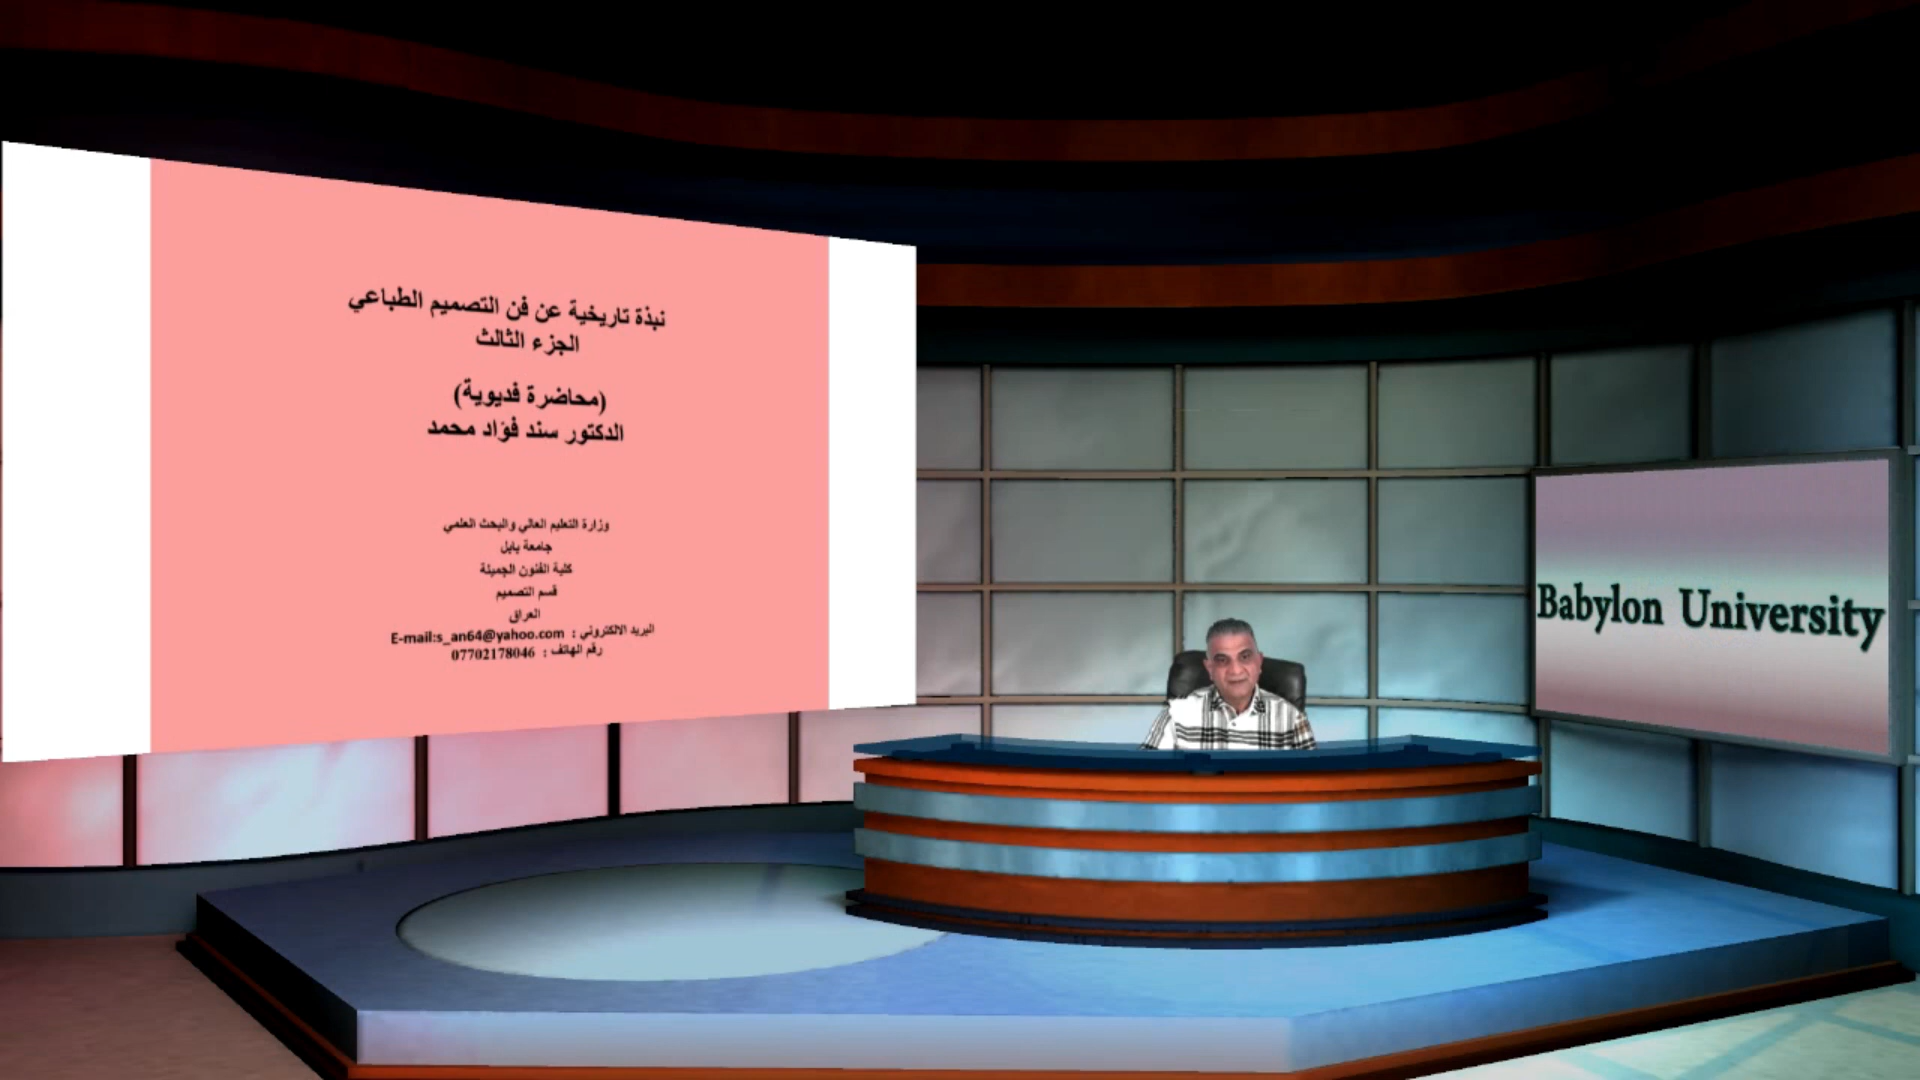 نبذة تاريخية عن فن التصميم الطباعي
الجزء الثالث
(محاضرة فديوية)
الدكتور سند فؤاد محمد
وزارة التعليم العالي والبحث العلمي
جامعة بابل
كلية الفنون الجميلة
قسم التصميم
العراق
البريد الالكتروني : E-mail:s_an64@yahoo.com
رقم الهاتف : 07702178046
Babylon University